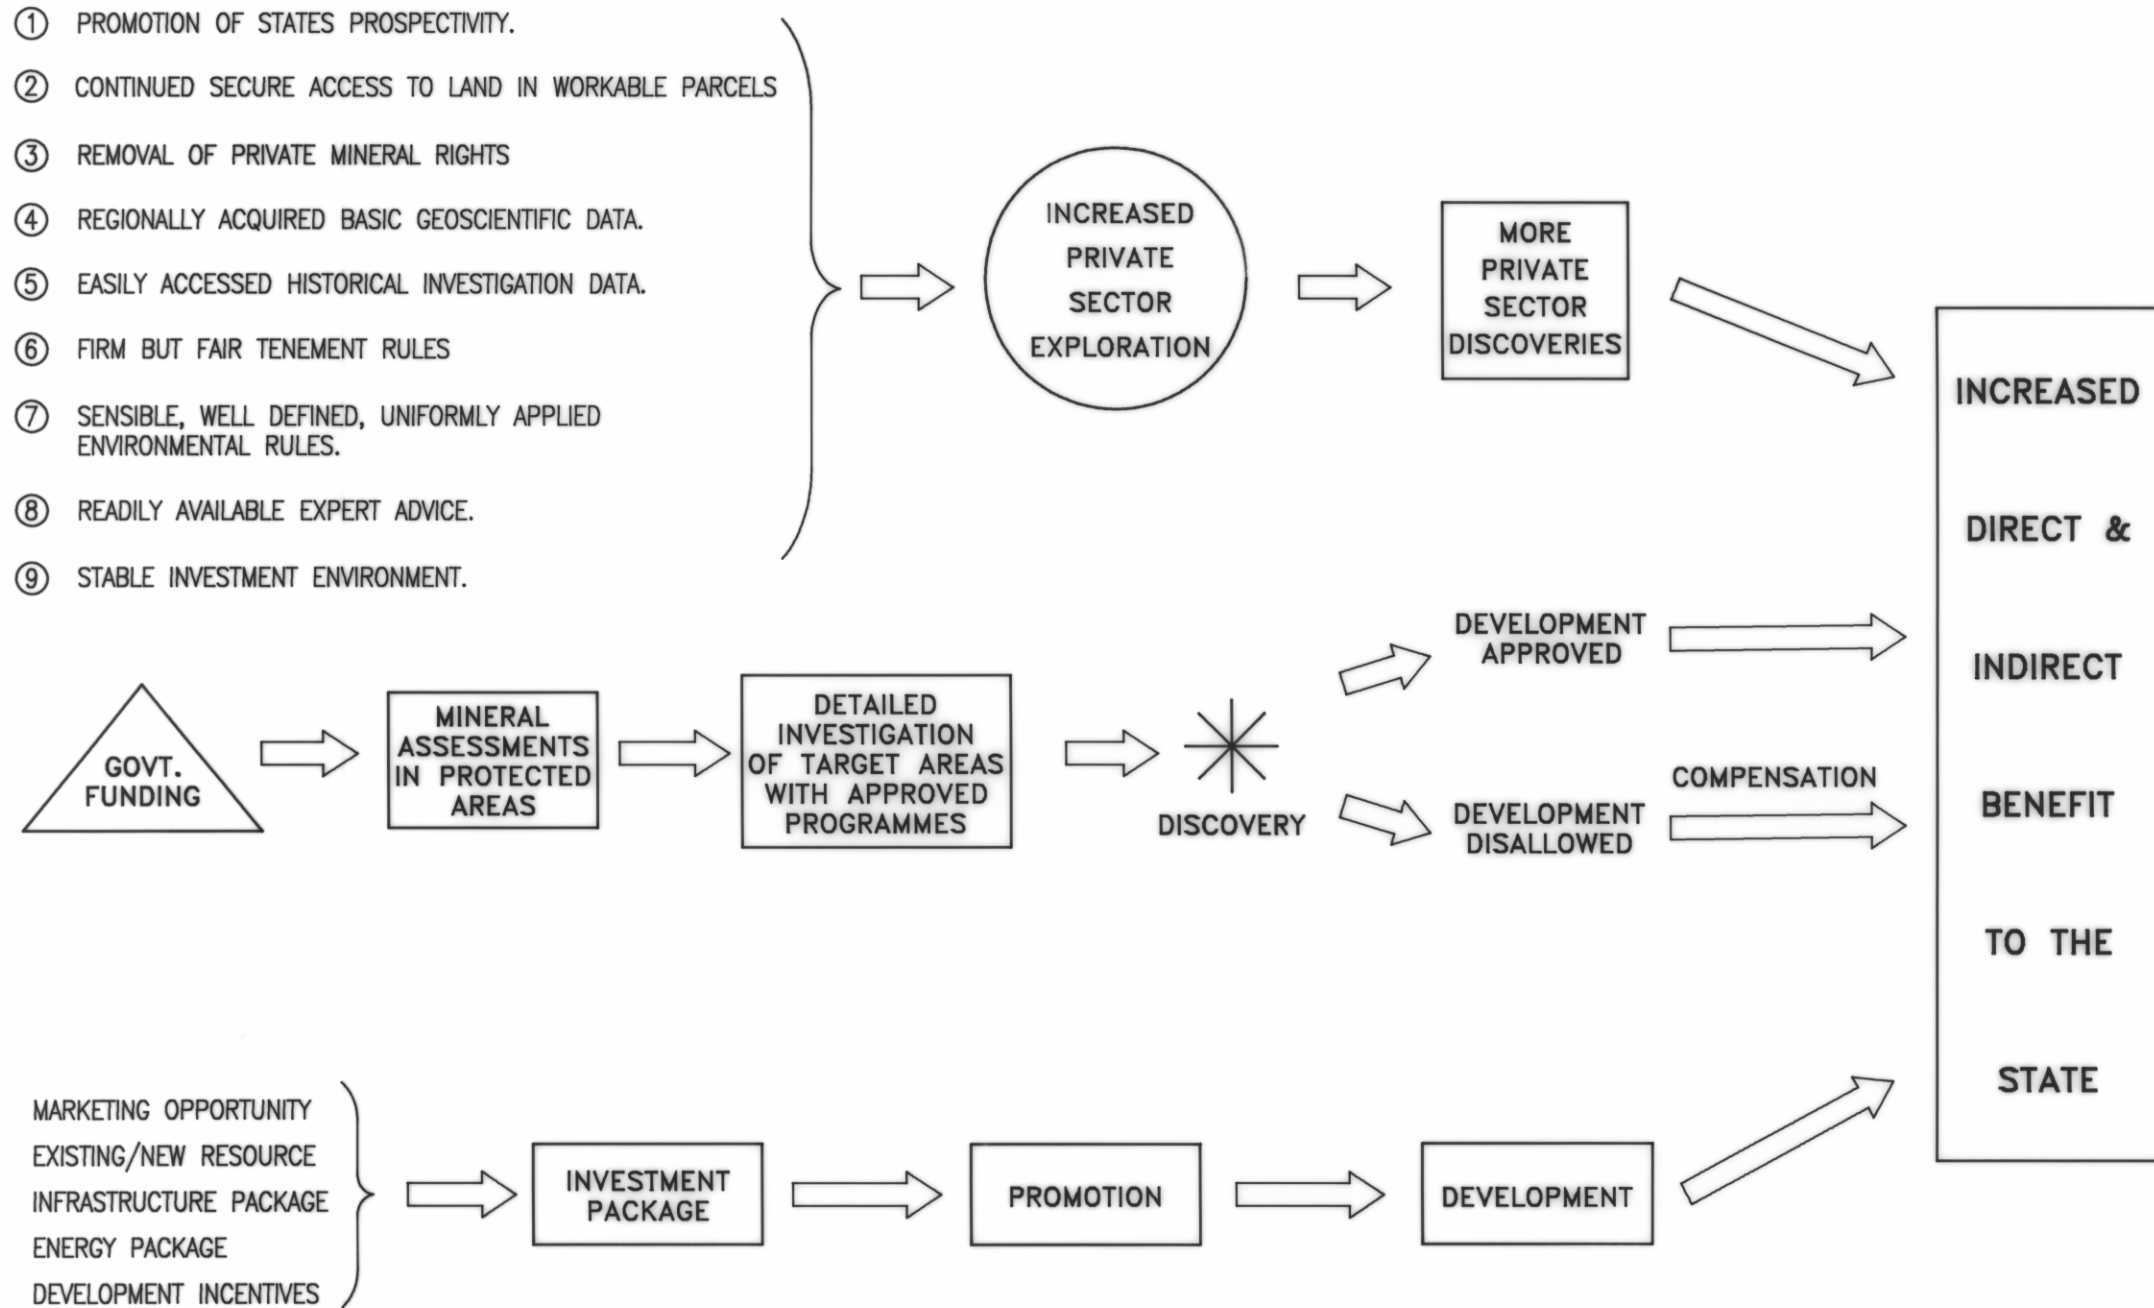 ① PROMOTION OF STATES PROSPECTIVITY.
② CONTINUED SECURE ACCESS TO LAND IN WORKABLE PARCELS
③ REMOVAL OF PRIVATE MINERAL RIGHTS
④ REGIONALLY ACQUIRED BASIC GEOSCIENTIFIC DATA.
⑤ EASILY ACCESSED HISTORICAL INVESTIGATION DATA.
⑥ FIRM BUT FAIR TENEMENT RULES
⑦ SENSIBLE, WELL DEFINED, UNIFORMLY APPLIED
ENVIRONMENTAL RULES.
⑧ READILY AVAILABLE EXPERT ADVICE.
⑨ STABLE INVESTMENT ENVIRONMENT.
INCREASED
PRIVATE
SECTOR
EXPLORATION
MORE
PRIVATE
SECTOR
DISCOVERIES
GOVT.
FUNDING
MINERAL
ASSESSMENTS
IN PROTECTED
AREAS
DETAILED
INVESTIGATION
OF TARGET AREAS
WITH APPROVED
PROGRAMMES
DISCOVERY
DEVELOPMENT
APPROVED
DEVELOPMENT
DISALLOWED
COMPENSATION
MARKETING OPPORTUNITY
EXISTING/NEW RESOURCE
INFRASTRUCTURE PACKAGE
ENERGY PACKAGE
DEVELOPMENT INCENTIVES
INVESTMENT
PACKAGE
PROMOTION
DEVELOPMENT
INCREASED
DIRECT &
INDIRECT
BENEFIT
TO THE
STATE